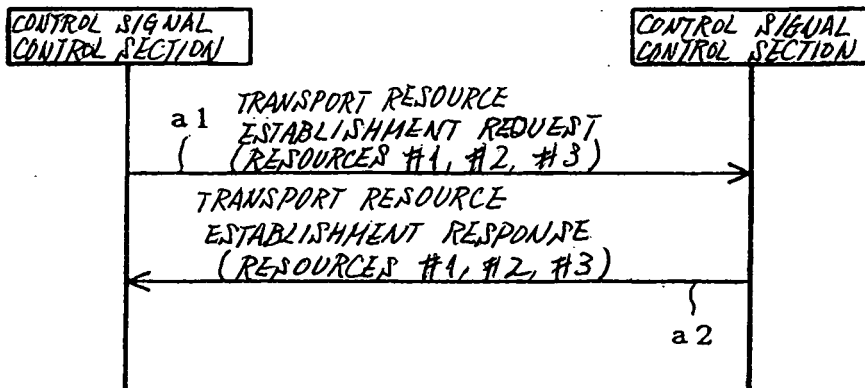 CONTROL SIGNAL
CONTROL SECTION
CONTROL SIGNAL
CONTROL SECTION
TRANSPORT RESOURCE
a1
ESTABLISHMENT REQUEST
(RESOURCES #1, #2, #3)
TRANSPORT RESOURCE
ESTABLISHMENT RESPONSE
(RESOURCES #1, #2, #3)
a2